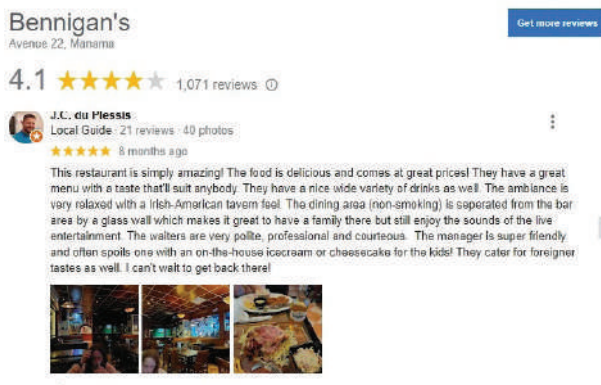 Bennigan's
Avenue 22, Manama
Get more reviews
4.1 1,071 reviews
J.C. du Plessis
Local Guide · 21 reviews · 40 photos
8 months ago
This restaurant is simply amazing! The food is delicious and comes at great prices! They have a great
menu with a taste that'll suit anybody. They have a nice wide variety of drinks as well. The ambiance is
very relaxed with a Irish-American tavern feel. The dining area (non-smoking) is seperated from the bar
area by a glass wall which makes it great to have a family there but still enjoy the sounds of the live
entertainment. The waiters are very polite, professional and courteous. The manager is super friendly
and often spoils one with an on-the-house icecream or cheesecake for the kids! They cater for foreigner
tastes as well. I can't wait to get back there!